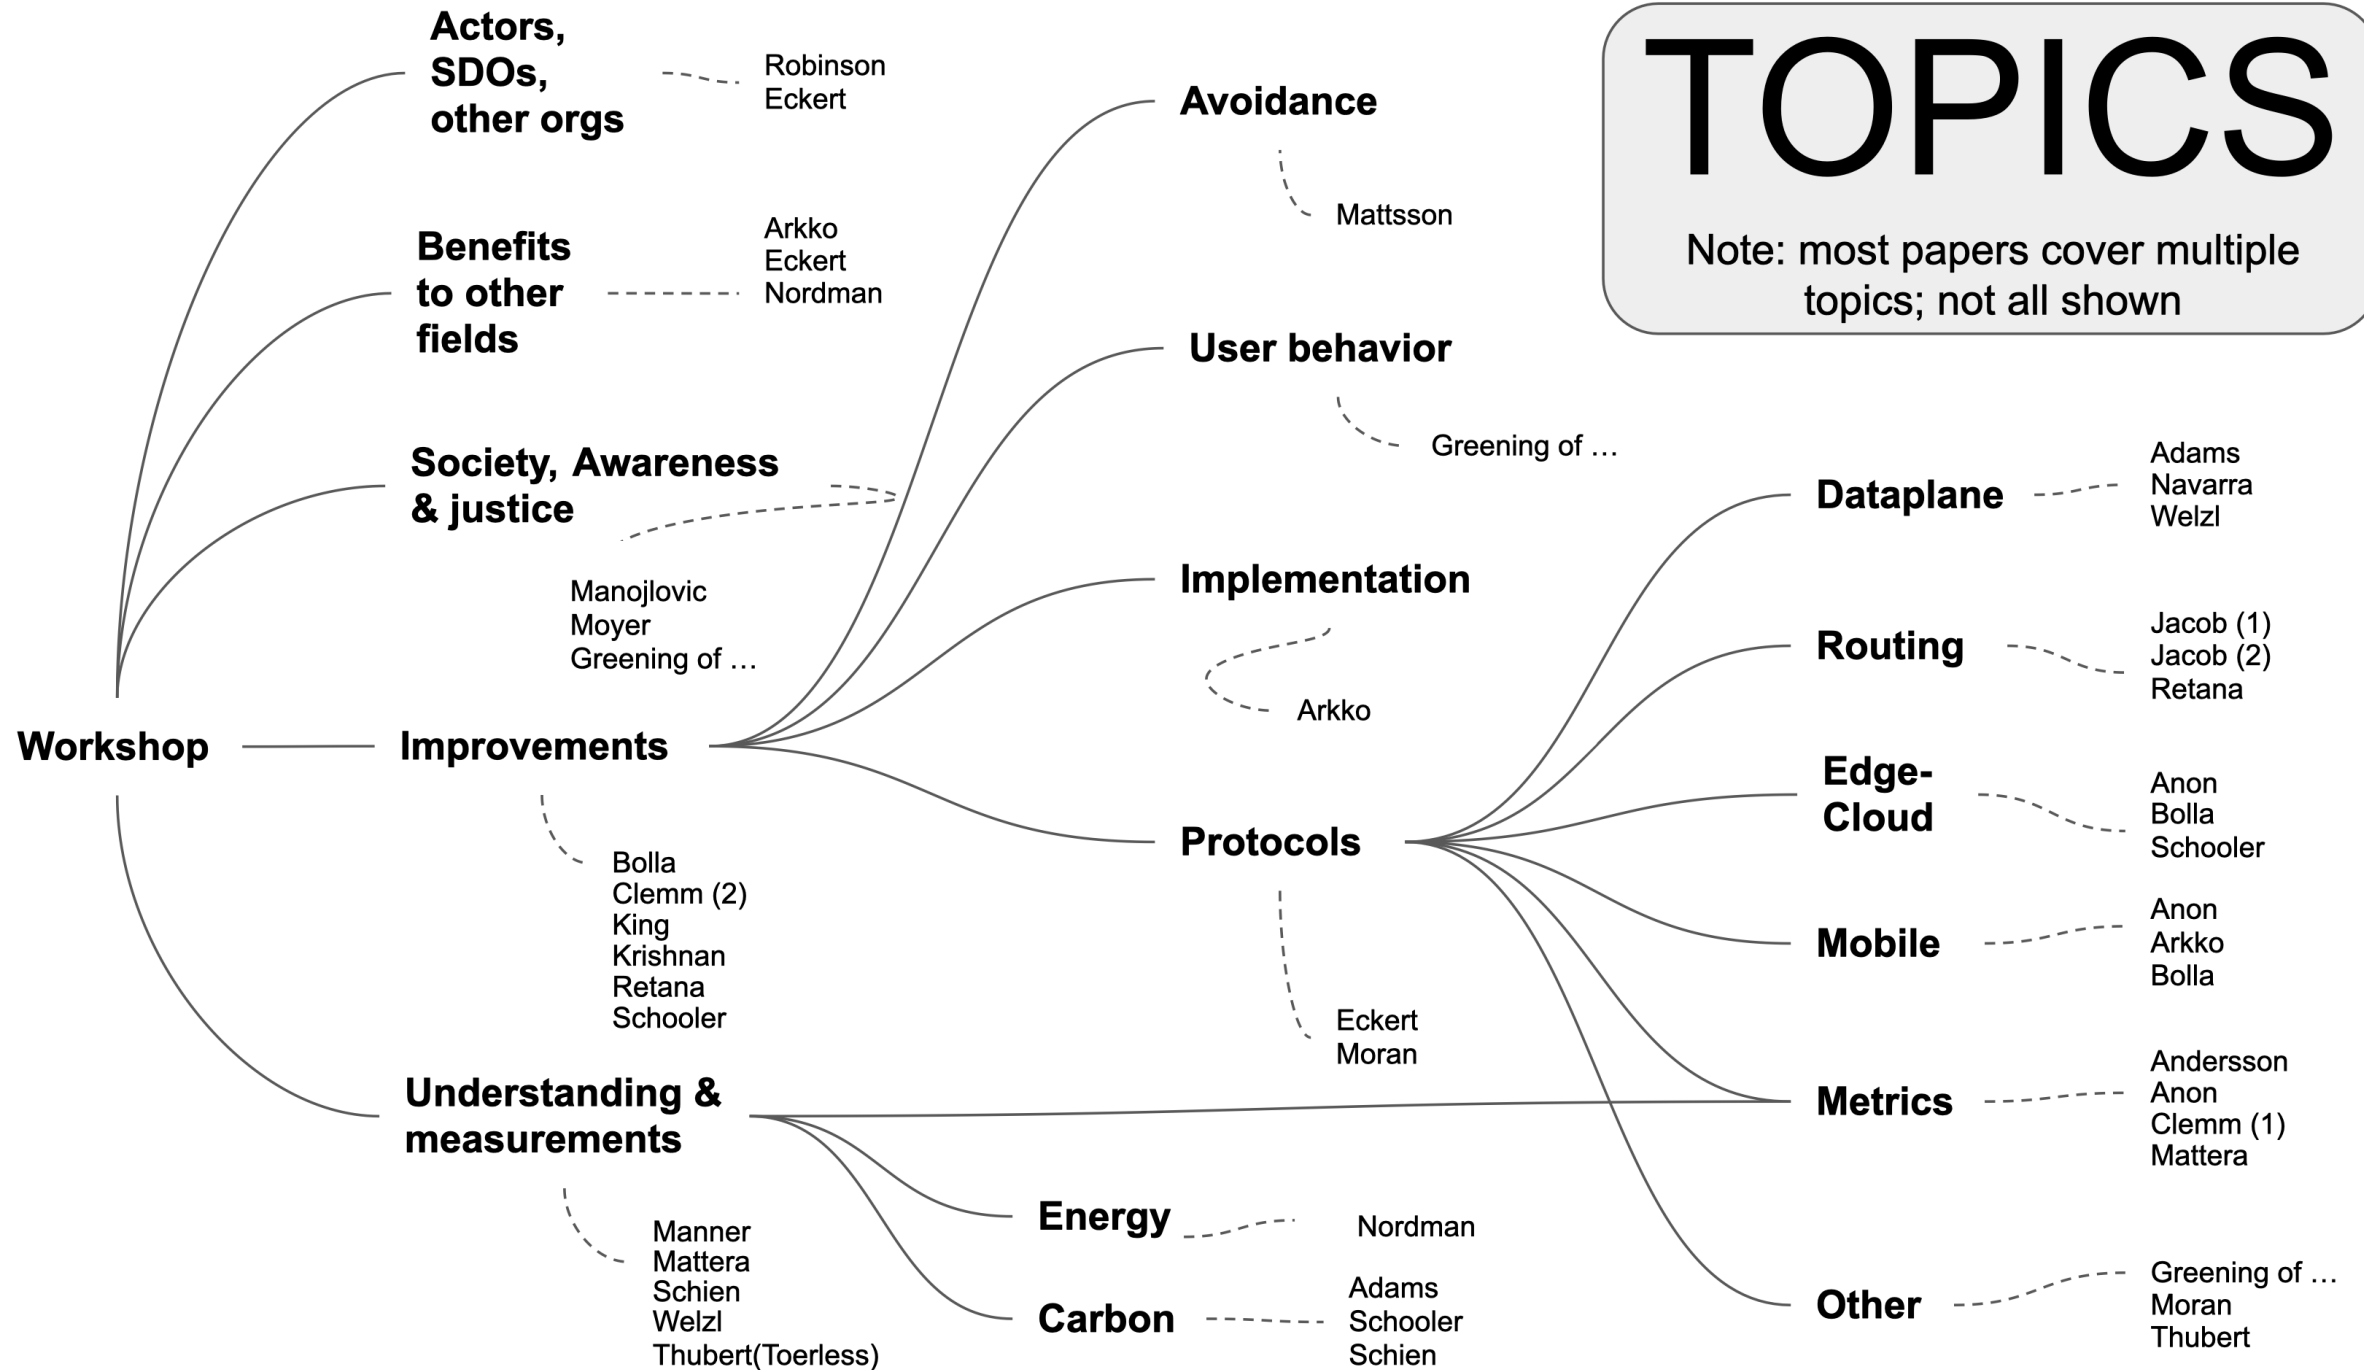 TOPICS
Note: most papers cover multiple
topics; not all shown
Actors,
SDOs,
other orgs
Robinson
Eckert
Benefits
to other
fields
Arkko
Eckert
Nordman
Society, Awareness
& justice
Manojlovic
Moyer
Greening of …
Workshop
Improvements
Bolla
Clemm (2)
King
Krishnan
Retana
Schooler
Understanding &
measurements
Manner
Mattera
Schien
Welzl
Thubert(Toerless)
Avoidance
Mattsson
User behavior
Greening of …
Implementation
Arkko
Protocols
Eckert
Moran
Energy
Nordman
Carbon
Adams
Schooler
Schien
Dataplane
Adams
Navarra
Welzl
Routing
Jacob (1)
Jacob (2)
Retana
Edge-
Cloud
Anon
Bolla
Schooler
Mobile
Anon
Arkko
Bolla
Metrics
Andersson
Anon
Clemm (1)
Mattera
Other
Greening of …
Moran
Thubert